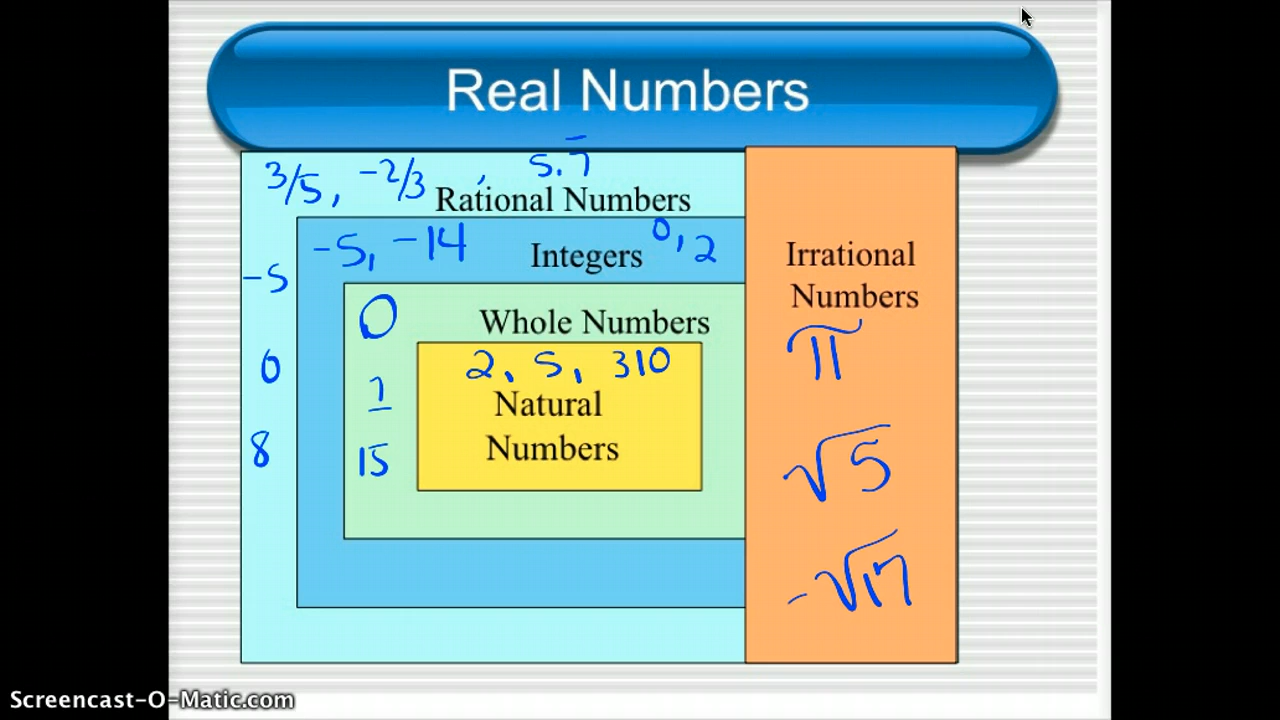 Real Numbers
3/5, -2/3, 5.7̅
Rational Numbers
-5, -14
Integers
0, 2
-5
0
8
0
1
15
Whole Numbers
2, 5, 310
Natural
Numbers
Irrational
Numbers
π
√5
-√17
Screencast-O-Matic.com